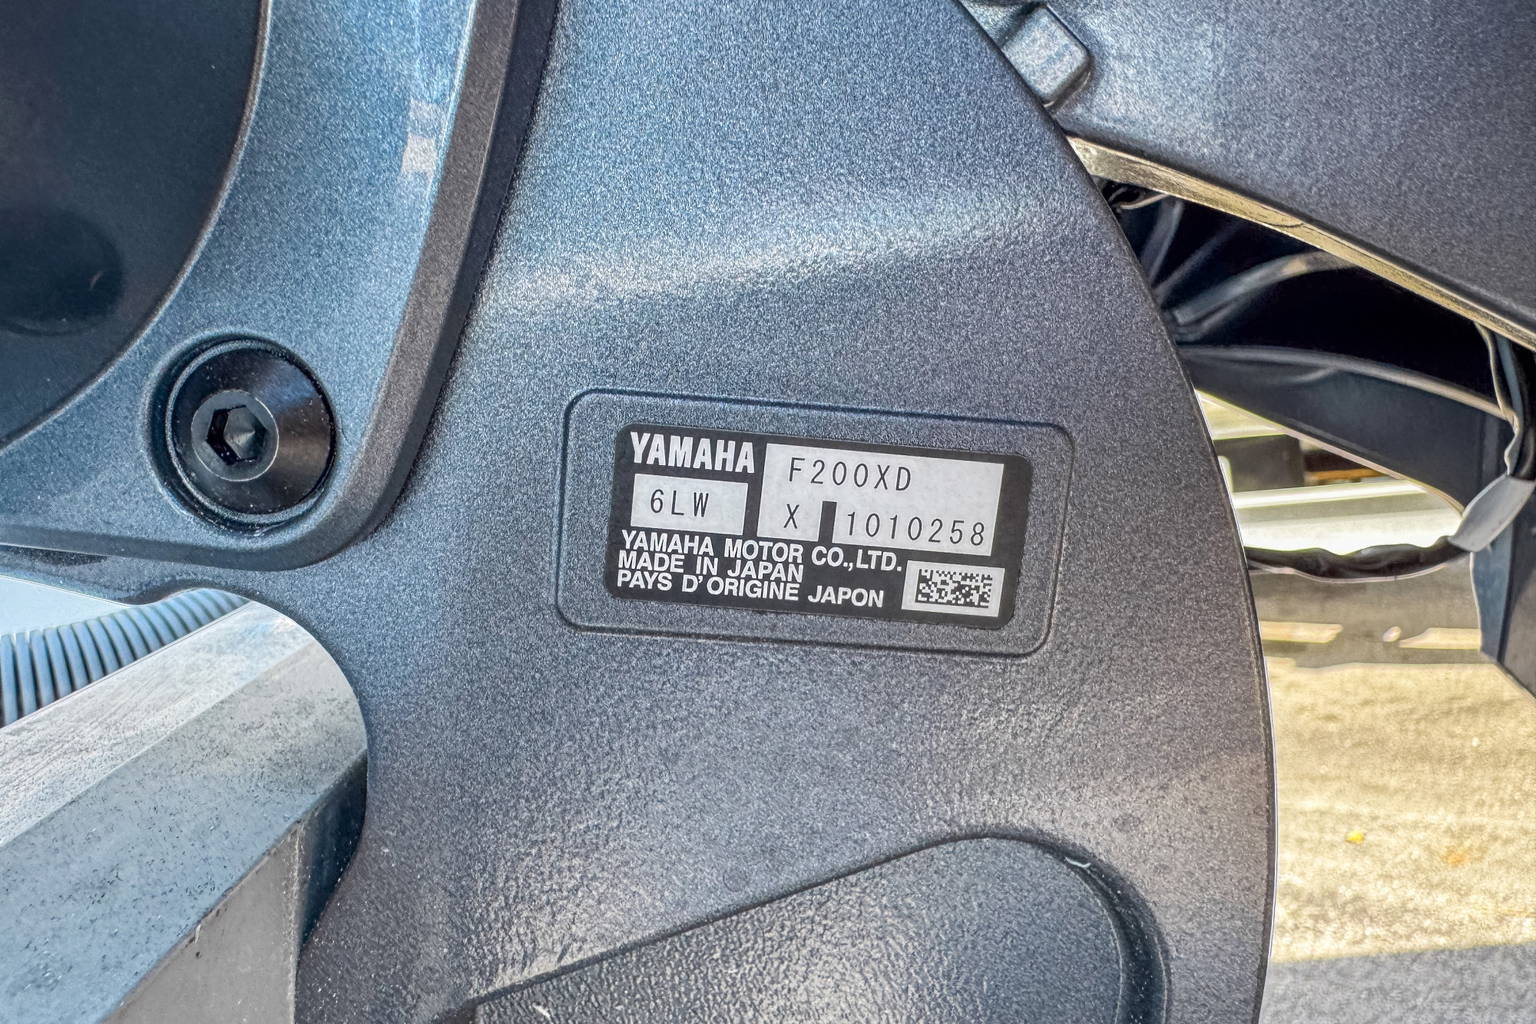 YAMAHA
F200XD
6LW
X 1010258
YAMAHA MOTOR CO.,LTD.
MADE IN JAPAN
PAYS D'ORIGINE JAPON